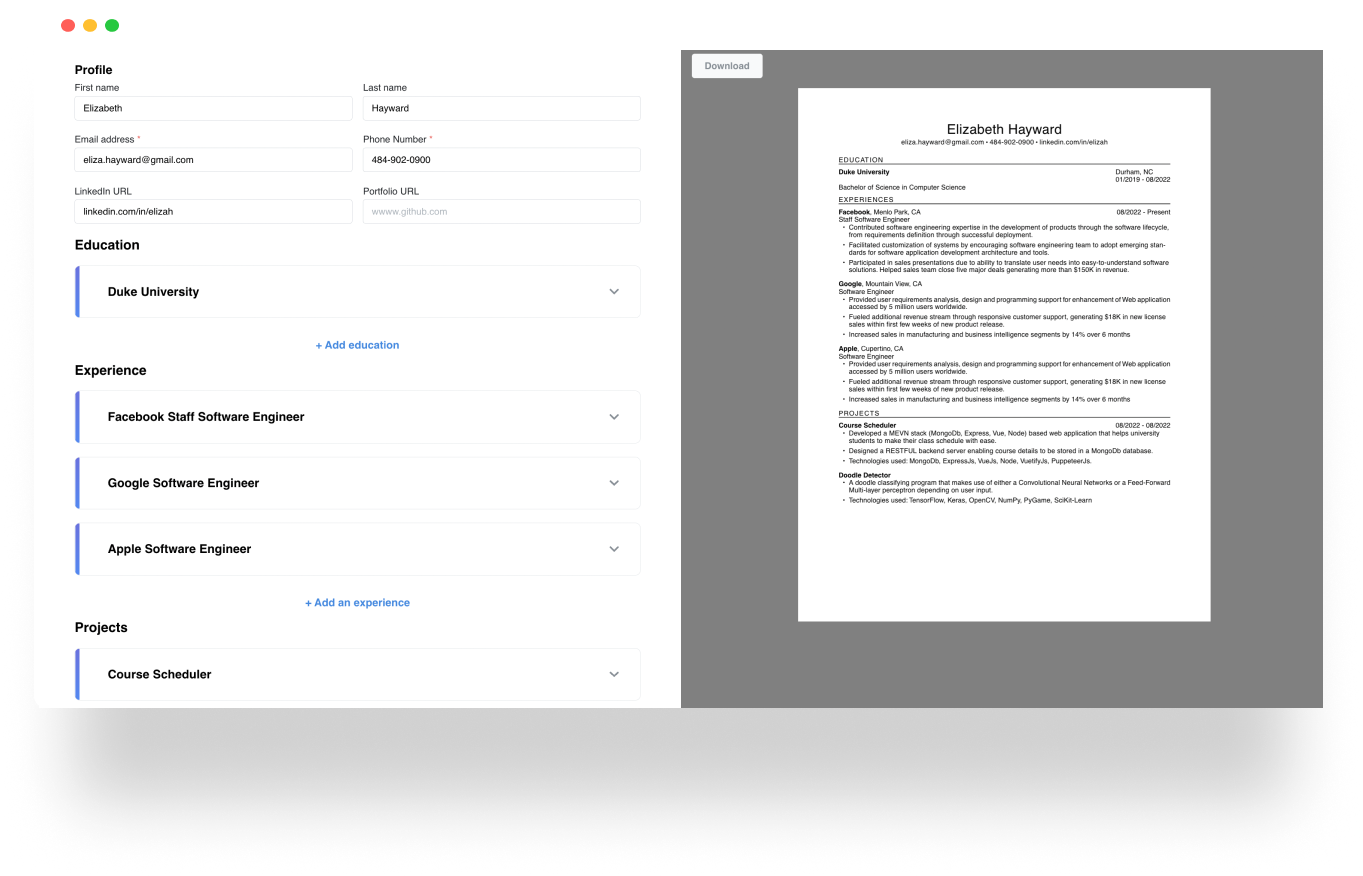 Profile
First name
Last name
Elizabeth
Hayward
Email address *
Phone Number *
eliza.hayward@gmail.com
484-902-0900
LinkedIn URL
Portfolio URL
linkedin.com/in/elizah
wwww.github.com
Education
Duke University
+ Add education
Experience
Facebook Staff Software Engineer
Google Software Engineer
Apple Software Engineer
+ Add an experience
Projects
Course Scheduler
Download
Elizabeth Hayward
eliza.hayward@gmail.com • 484-902-0900 • linkedin.com/in/elizah
EDUCATION
Duke University Durham, NC
01/2019 - 08/2022
Bachelor of Science in Computer Science
EXPERIENCES
Facebook, Menlo Park, CA 08/2022 - Present
Staff Software Engineer
• Contributed software engineering expertise in the development of products through the software lifecycle,
from requirements definition through successful deployment.
• Facilitated customization of systems by encouraging software engineering team to adopt emerging stan-
dards for software application development architecture and tools.
• Participated in sales presentations due to ability to translate user needs into easy-to-understand software
solutions. Helped sales team close five major deals generating more than $150K in revenue.
Google, Mountain View, CA
Software Engineer
• Provided user requirements analysis, design and programming support for enhancement of Web application
accessed by 5 million users worldwide.
• Fueled additional revenue stream through responsive customer support, generating $18K in new license
sales within first few weeks of new product release.
• Increased sales in manufacturing and business intelligence segments by 14% over 6 months
Apple, Cupertino, CA
Software Engineer
• Provided user requirements analysis, design and programming support for enhancement of Web application
accessed by 5 million users worldwide.
• Fueled additional revenue stream through responsive customer support, generating $18K in new license
sales within first few weeks of new product release.
• Increased sales in manufacturing and business intelligence segments by 14% over 6 months
PROJECTS
Course Scheduler 08/2022 - 08/2022
• Developed a MEVN stack (MongoDb, Express, Vue, Node) based web application that helps university
students to make their class schedule with ease.
• Designed a RESTFUL backend server enabling course details to be stored in a MongoDb database.
• Technologies used: MongoDb, ExpressJs, VueJs, Node, VuetifyJs, PuppeteerJs.
Doodle Detector
• A doodle classifying program that makes use of either a Convolutional Neural Networks or a Feed-Forward
Multi-layer perceptron depending on user input.
• Technologies used: TensorFlow, Keras, OpenCV, NumPy, PyGame, SciKit-Learn